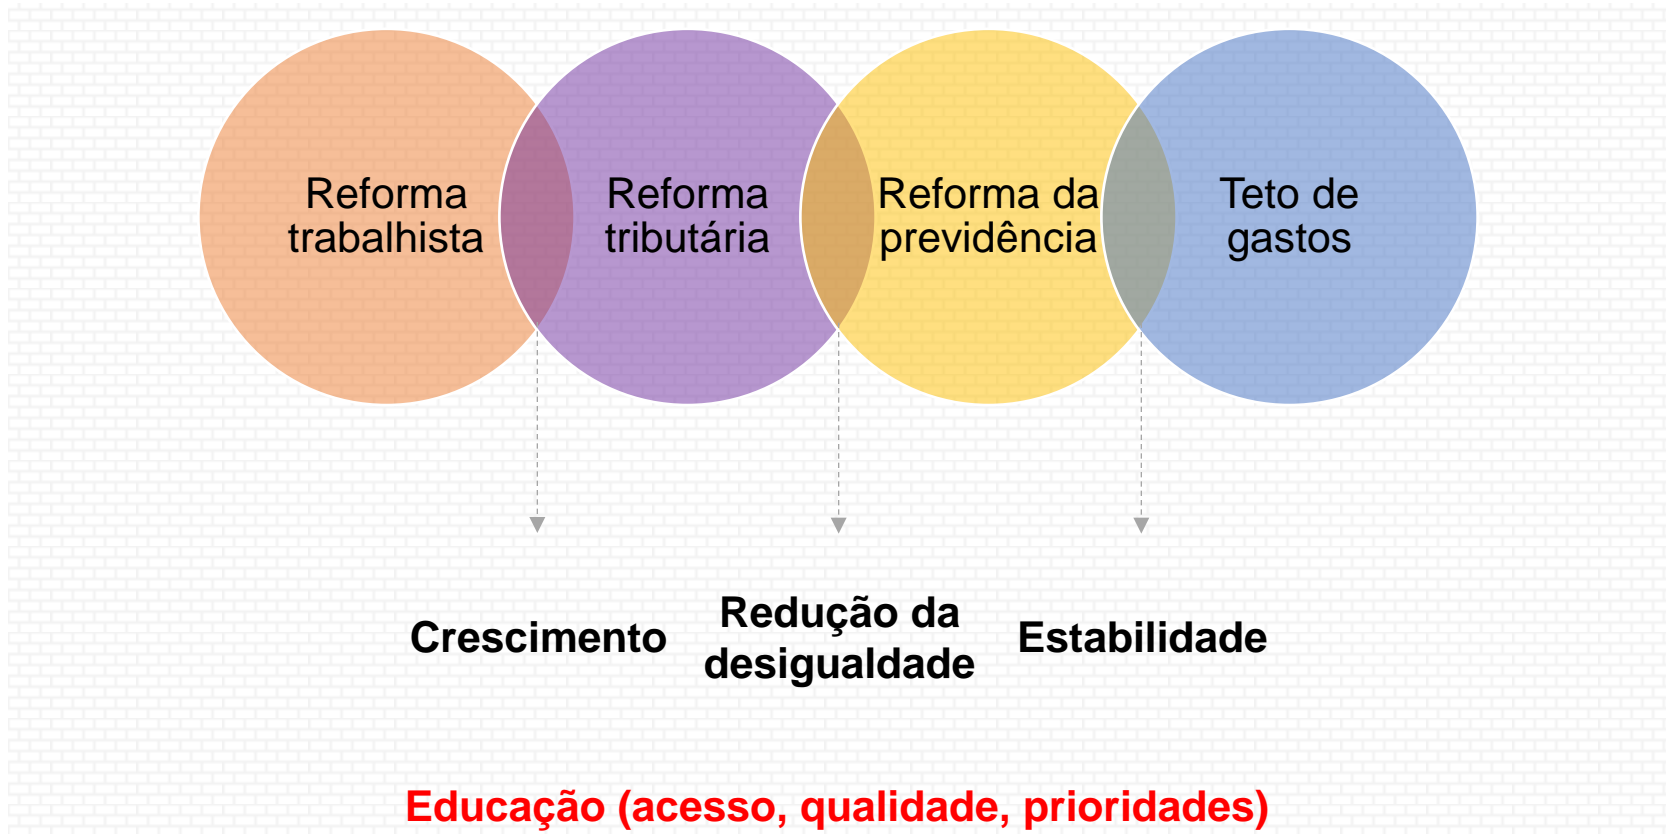 Reforma
trabalhista
Reforma
tributária
Reforma da
previdência
Teto de
gastos
Crescimento
Redução da
desigualdade
Estabilidade
Educação (acesso, qualidade, prioridades)